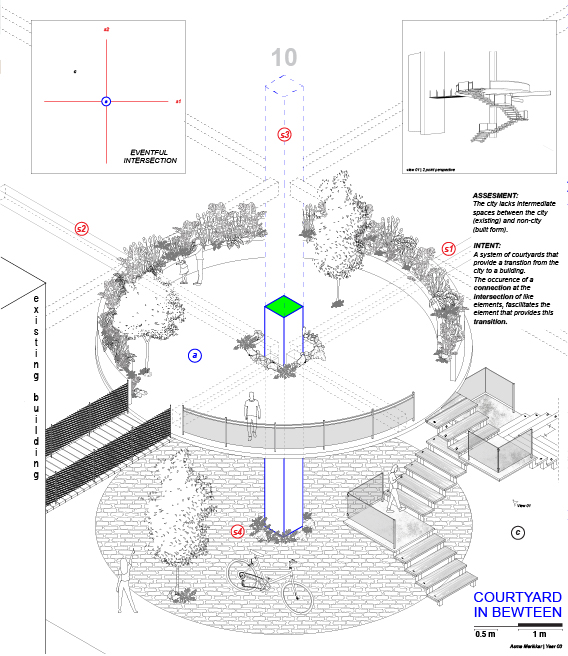 10
s2
c
e
s1
EVENTFUL
INTERSECTION
view 01 | 2 point perspective
s3
ASSESMENT:
The city lacks intermediate
spaces between the city
(existing) and non-city
(built form).
INTENT:
A system of courtyards that
provide a transtion from the
city to a building.
The occurence of a
connection at the
intersection of like
elements, fascilitates the
element that provides this
transition.
s2
s1
existing building
a
s4
View 01
c
COURTYARD
IN BEWTEEN
0.5 m
1 m
Asma Marikkar | Year 03